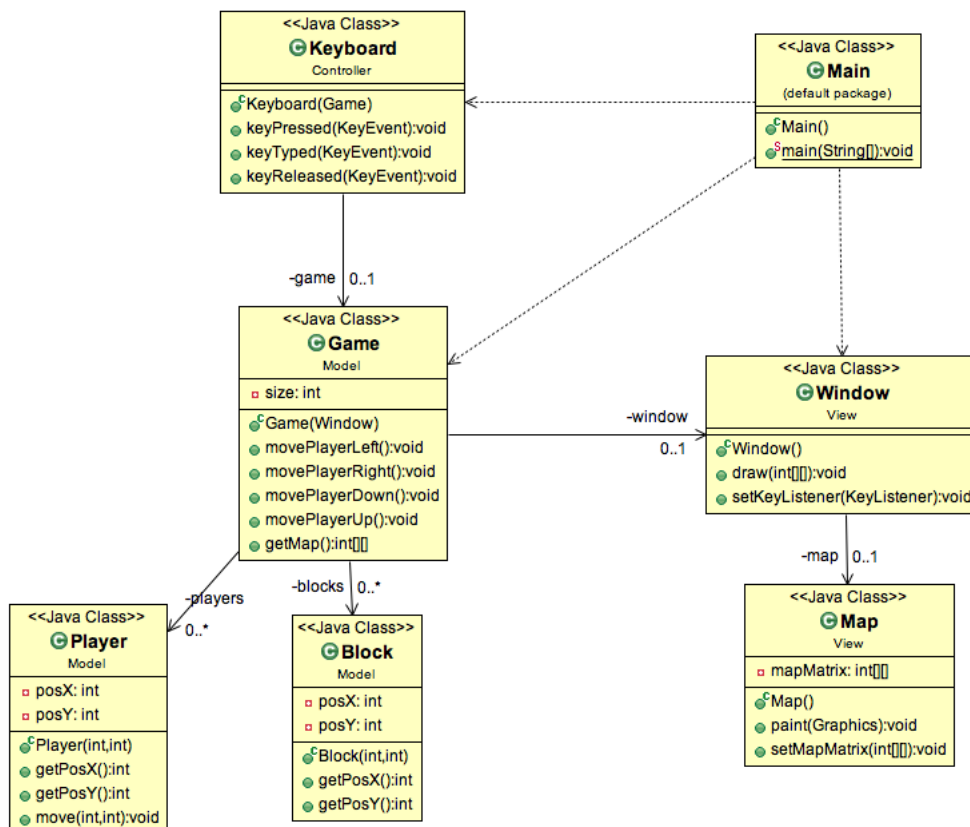 <<Java Class>>
Keyboard
Controller
Keyboard(Game)
keyPressed(KeyEvent):void
keyTyped(KeyEvent):void
keyReleased(KeyEvent):void
<<Java Class>>
Main
(default package)
Main()
main(String[]):void
-game 0..1
<<Java Class>>
Game
Model
size: int
Game(Window)
movePlayerLeft():void
movePlayerRight():void
movePlayerDown():void
movePlayerUp():void
getMap():int[][]
-window
0..1
<<Java Class>>
Window
View
Window()
draw(int[][]):void
setKeyListener(KeyListener):void
-players
0..*
-blocks 0..*
-map 0..1
<<Java Class>>
Player
Model
posX: int
posY: int
Player(int,int)
getPosX():int
getPosY():int
move(int,int):void
<<Java Class>>
Block
Model
posX: int
posY: int
Block(int,int)
getPosX():int
getPosY():int
<<Java Class>>
Map
View
mapMatrix: int[][]
Map()
paint(Graphics):void
setMapMatrix(int[][]):void